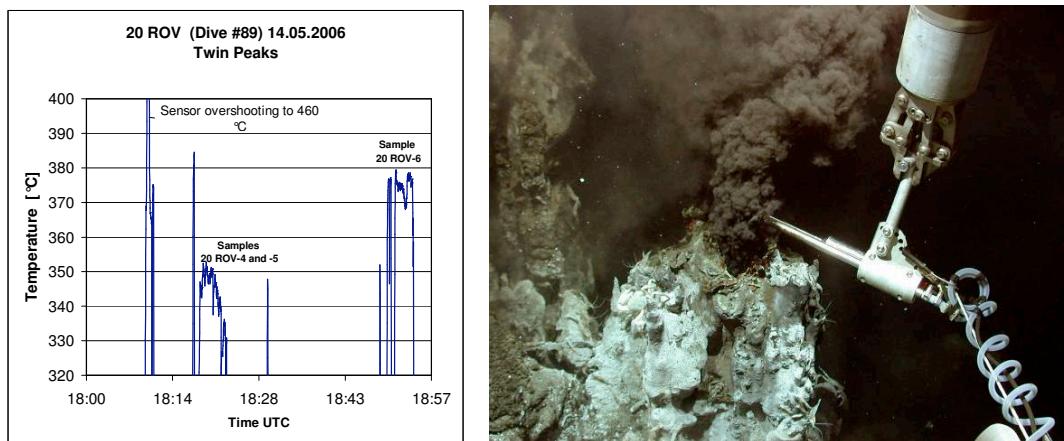 20 ROV (Dive #89) 14.05.2006
Twin Peaks
400
390
380
370
360
350
340
330
320
Temperature [°C]
Sensor overshooting to 460
°C
Sample
20 ROV-6
Samples
20 ROV-4 and -5
18:00
18:14
18:28
18:43
18:57
Time UTC